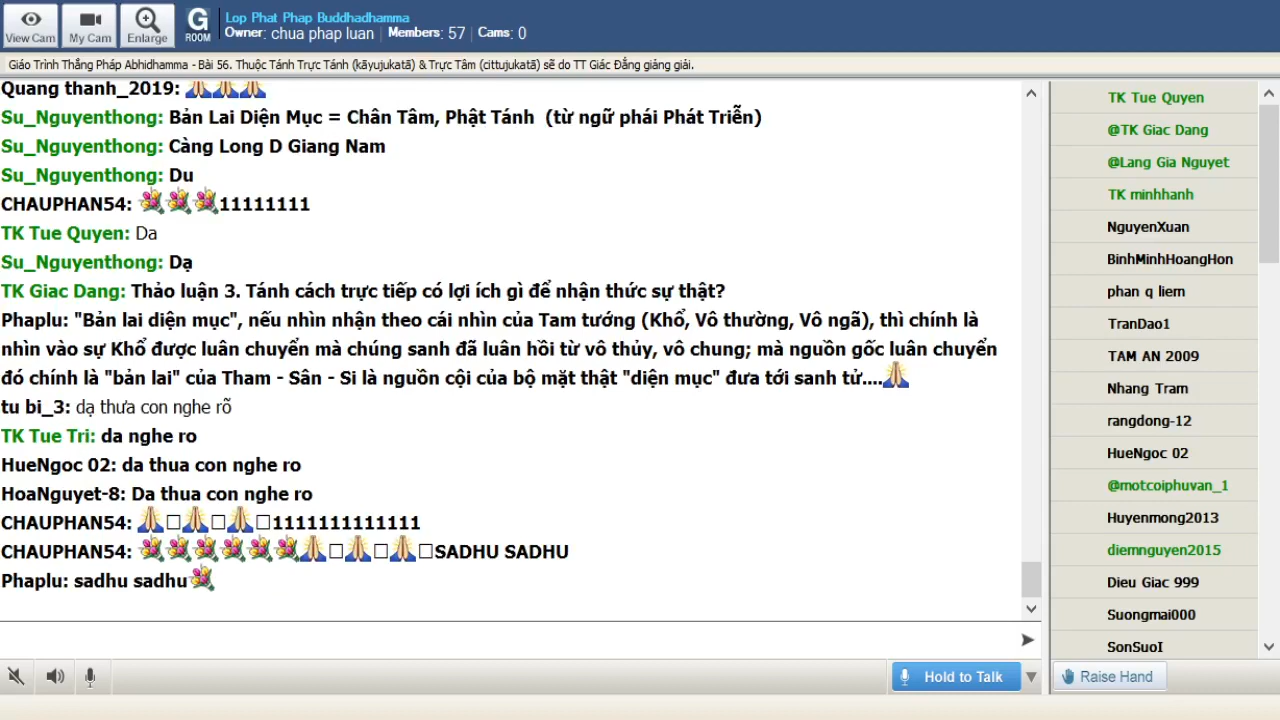 View Cam
My Cam
Enlarge
G
ROOM
Lop Phat Phap Buddhadhamma
Owner: chua phap luan | Members: 57 | Cams: 0
Giáo Trình Thắng Pháp Abhidhamma - Bài 56. Thuộc Tánh Trực Tánh (kāyujukatā) & Trực Tâm (cittujukatā) sẽ do TT Giác Đẳng giảng giải.
Quang thanh_2019:
Su_Nguyenthong: Bản Lai Diện Mục = Chân Tâm, Phật Tánh (từ ngữ phái Phát Triển)
Su_Nguyenthong: Càng Long D Giang Nam
Su_Nguyenthong: Du
CHAUPHAN54: 11111111
TK Tue Quyen: Da
Su_Nguyenthong: Dạ
TK Giac Dang: Thảo luận 3. Tánh cách trực tiếp có lợi ích gì để nhận thức sự thật?
Phaplu: "Bản lai diện mục", nếu nhìn nhận theo cái nhìn của Tam tướng (Khổ, Vô thường, Vô ngã), thì chính là
nhìn vào sự Khổ được luân chuyển mà chúng sanh đã luân hồi từ vô thủy, vô chung; mà nguồn gốc luân chuyển
đó chính là "bản lai" của Tham - Sân - Si là nguồn cội của bộ mặt thật "diện mục" đưa tới sanh tử....
tu bi_3: dạ thưa con nghe rõ
TK Tue Tri: da nghe ro
HueNgoc 02: da thua con nghe ro
HoaNguyet-8: Da thua con nghe ro
CHAUPHAN54: 1111111111111
CHAUPHAN54: SADHU SADHU
Phaplu: sadhu sadhu
Hold to Talk
TK Tue Quyen
@TK Giac Dang
@Lang Gia Nguyet
TK minhhanh
NguyenXuan
BinhMinhHoangHon
phan q liem
TranDao1
TAM AN 2009
Nhang Tram
rangdong-12
HueNgoc 02
@motcoiphuvan_1
Huyenmong2013
diemnguyen2015
Dieu Giac 999
Suongmai000
SonSuoI
Raise Hand